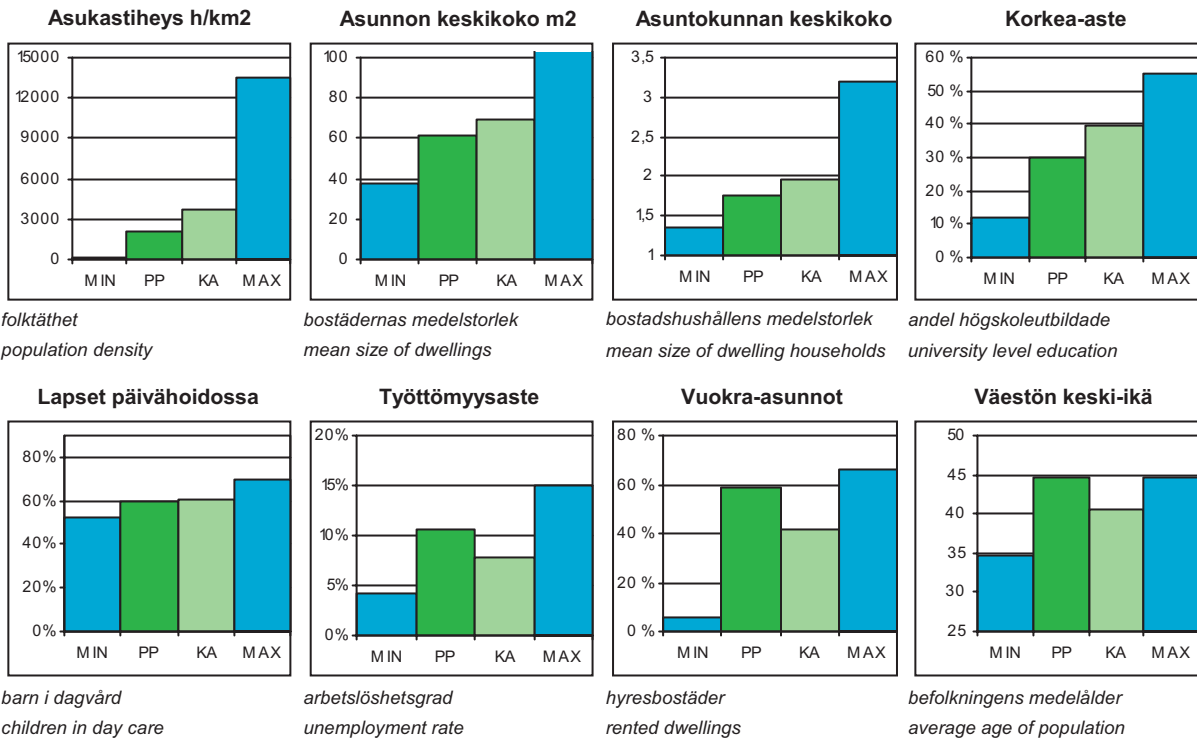 Asukastiheys h/km2
15000
12000
9000
6000
3000
0
MIN PP KA MAX
folktäthet
population density
Asunnon keskikoko m2
100
80
60
40
20
0
MIN PP KA MAX
bostädernas medelstorlek
mean size of dwellings
Asuntokunnan keskikoko
3,5
3
2,5
2
1,5
1
MIN PP KA MAX
bostadshushållens medelstorlek
mean size of dwelling households
Korkea-aste
60 %
50 %
40 %
30 %
20 %
10 %
0 %
MIN PP KA MAX
andel högskoleutbildade
university level education
Lapset päivähoidossa
80%
60%
40%
20%
0%
MIN PP KA MAX
barn i dagvård
children in day care
Työttömyysaste
20%
15%
10%
5%
0%
MIN PP KA MAX
arbetslöshetsgrad
unemployment rate
Vuokra-asunnot
80 %
60 %
40 %
20 %
0 %
MIN PP KA MAX
hyresbostäder
rented dwellings
Väestön keski-ikä
50
45
40
35
30
25
MIN PP KA MAX
befolkningens medelålder
average age of population